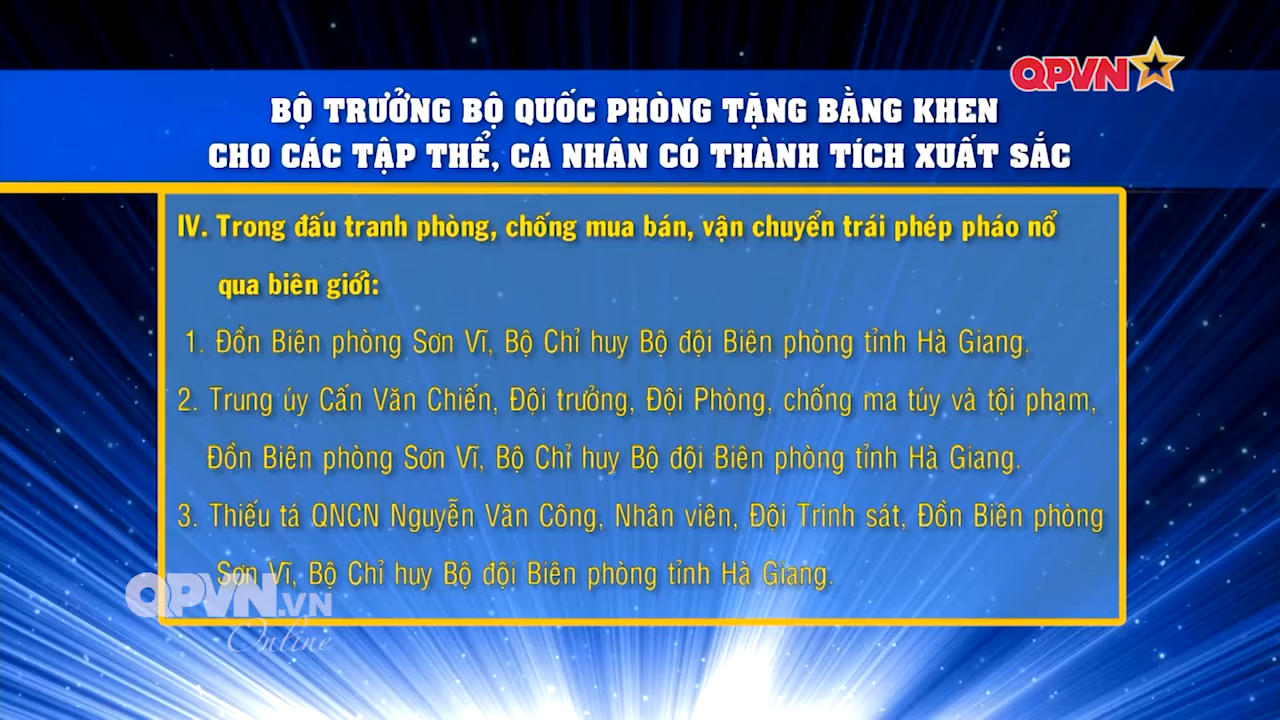 QPVN
BỘ TRƯỞNG BỘ QUỐC PHÒNG TẶNG BẰNG KHEN
CHO CÁC TẬP THỂ, CÁ NHÂN CÓ THÀNH TÍCH XUẤT SẮC
IV. Trong đấu tranh phòng, chống mua bán, vận chuyển trái phép pháo nổ
qua biên giới:
1. Đồn Biên phòng Sơn Vĩ, Bộ Chỉ huy Bộ đội Biên phòng tỉnh Hà Giang.
2. Trung úy Cấn Văn Chiến, Đội trưởng, Đội Phòng, chống ma túy và tội phạm,
Đồn Biên phòng Sơn Vĩ, Bộ Chỉ huy Bộ đội Biên phòng tỉnh Hà Giang.
3. Thiếu tá QNCN Nguyễn Văn Công, Nhân viên, Đội Trinh sát, Đồn Biên phòng
Sơn Vĩ, Bộ Chỉ huy Bộ đội Biên phòng tỉnh Hà Giang.
QPVN.VN
Online